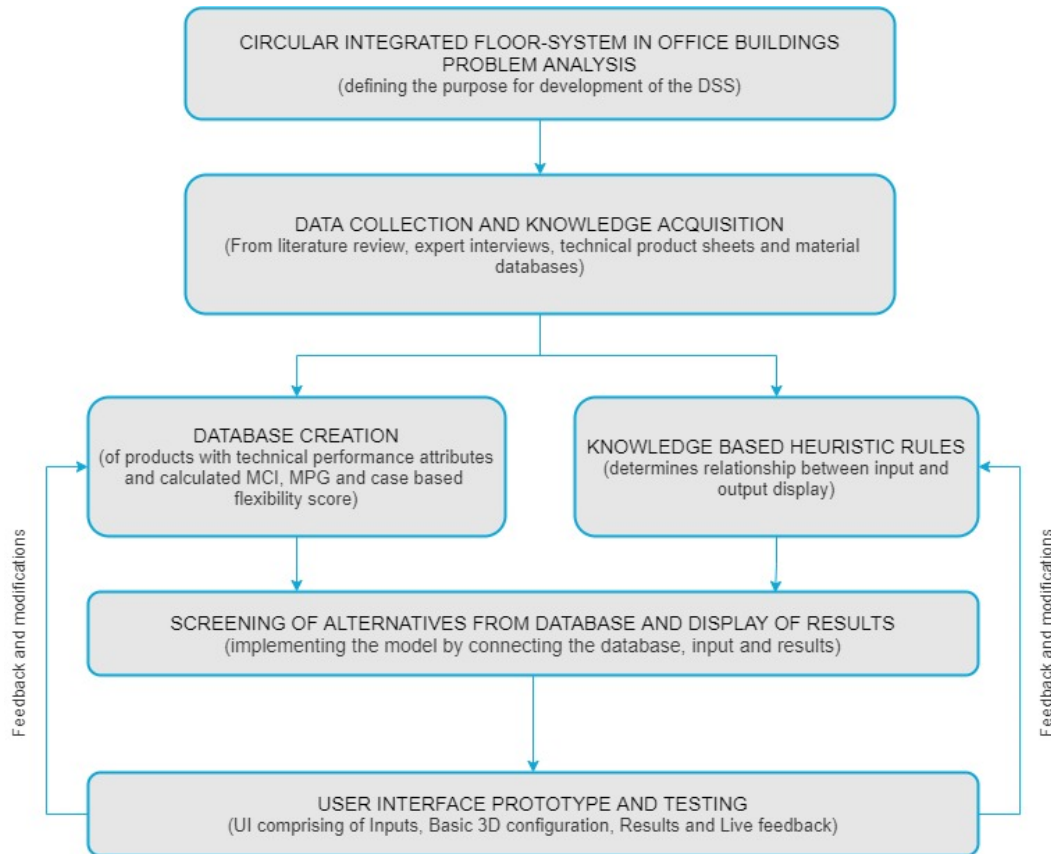 CIRCULAR INTEGRATED FLOOR-SYSTEM IN OFFICE BUILDINGS
PROBLEM ANALYSIS
(defining the purpose for development of the DSS)
DATA COLLECTION AND KNOWLEDGE ACQUISITION
(From literature review, expert interviews, technical product sheets and material
databases)
DATABASE CREATION
(of products with technical performance attributes
and calculated MCI, MPG and case based
flexibility score)
KNOWLEDGE BASED HEURISTIC RULES
(determines relationship between input and
output display)
SCREENING OF ALTERNATIVES FROM DATABASE AND DISPLAY OF RESULTS
(implementing the model by connecting the database, input and results)
Feedback and modifications
Feedback and modifications
USER INTERFACE PROTOTYPE AND TESTING
(UI comprising of Inputs, Basic 3D configuration, Results and Live feedback)